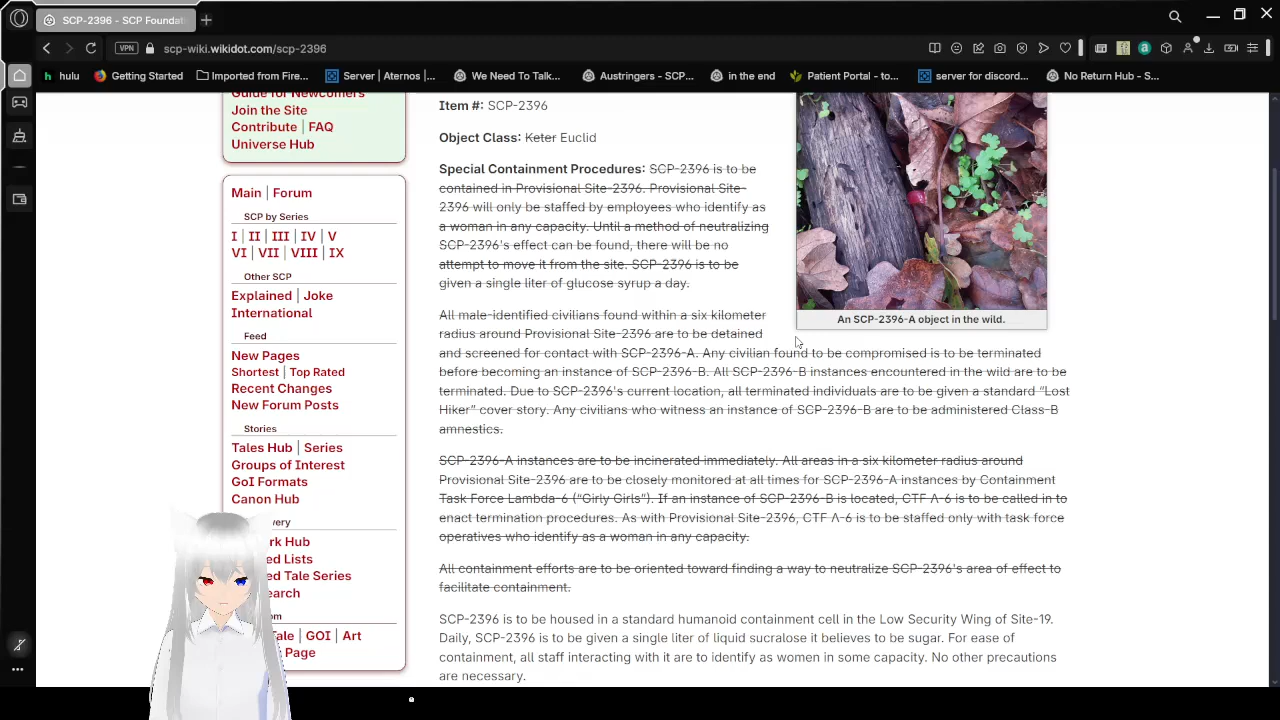 SCP-2396 - SCP Foundati
VPN
scp-wiki.wikidot.com/scp-2396
hulu
Getting Started
Imported from Fire...
Server | Aternos |...
We Need To Talk...
Austringers - SCP...
in the end
Patient Portal - to...
server for discord...
No Return Hub - S...
Guide for Newcomers
Join the Site
Contribute | FAQ
Universe Hub
Main | Forum
SCP by Series
I | II | III | IV | V
VI | VII | VIII | IX
Other SCP
Explained | Joke
International
Feed
New Pages
Shortest | Top Rated
Recent Changes
New Forum Posts
Stories
Tales Hub | Series
Groups of Interest
GoI Formats
Canon Hub
very
rk Hub
ed Lists
ed Tale Series
earch
om
ale | GOI | Art
Page
Item #: SCP-2396
Object Class: Keter Euclid
Special Containment Procedures: SCP-2396 is to be
contained in Provisional Site-2396. Provisional Site-
2396 will only be staffed by employees who identify as
a woman in any capacity. Until a method of neutralizing
SCP-2396's effect can be found, there will be no
attempt to move it from the site. SCP-2396 is to be
given a single liter of glucose syrup a day.
An SCP-2396-A object in the wild.
All male-identified civilians found within a six kilometer
radius around Provisional Site-2396 are to be detained
and screened for contact with SCP-2396-A. Any civilian found to be compromised is to be terminated
before becoming an instance of SCP-2396-B. All SCP-2396-B instances encountered in the wild are to be
terminated. Due to SCP-2396's current location, all terminated individuals are to be given a standard “Lost
Hiker” cover story. Any civilians who witness an instance of SCP-2396-B are to be administered Class-B
amnestics.
SCP-2396-A instances are to be incinerated immediately. All areas in a six kilometer radius around
Provisional Site-2396 are to be closely monitored at all times for SCP-2396-A instances by Containment
Task Force Lambda-6 (“Girly Girls”). If an instance of SCP-2396-B is located, CTF Λ-6 is to be called in to
enact termination procedures. As with Provisional Site-2396, CTF Λ-6 is to be staffed only with task force
operatives who identify as a woman in any capacity.
All containment efforts are to be oriented toward finding a way to neutralize SCP-2396's area of effect to
facilitate containment.
SCP-2396 is to be housed in a standard humanoid containment cell in the Low Security Wing of Site-19.
Daily, SCP-2396 is to be given a single liter of liquid sucralose it believes to be sugar. For ease of
containment, all staff interacting with it are to identify as women in some capacity. No other precautions
are necessary.